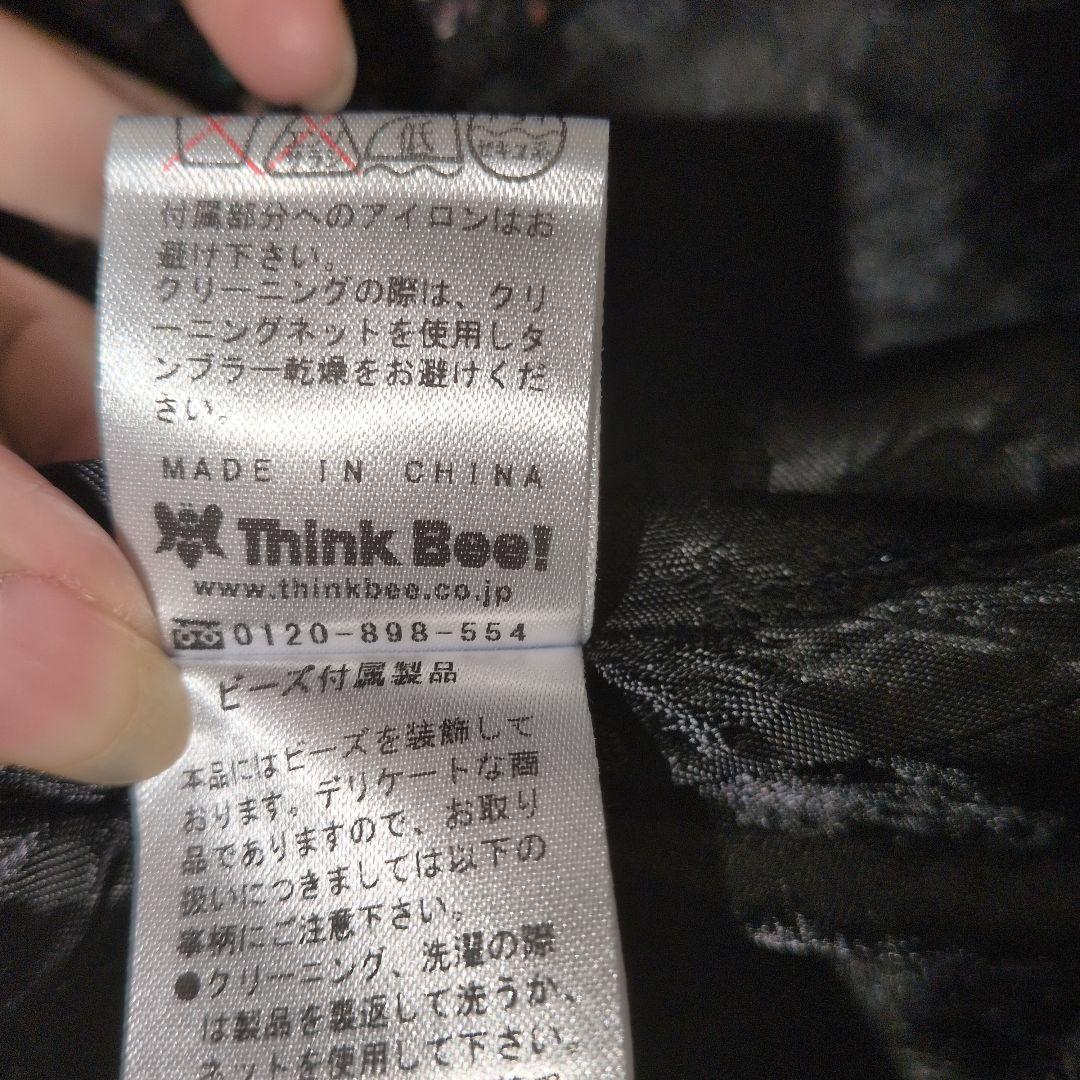 低
付属部分へのアイロンはお
避け下さい。
クリーニングの際は、クリ
ーニングネットを使用しタ
ンブラー乾燥をお避けくだ
さい。
MADE IN CHINA
Think Bee!
www.thinkbee.co.jp
0120-898-554
ビーズ付属製品
本品にはビーズを装飾して
おります。デリケートな商
品でありますので、お取り
扱いにつきましては以下の
事柄にご注意下さい。
●クリーニング、洗濯の際
は製品を裏返して洗うか、
ネットを使用して下さい。